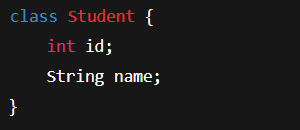 class Student {
    int id;
    String name;
}